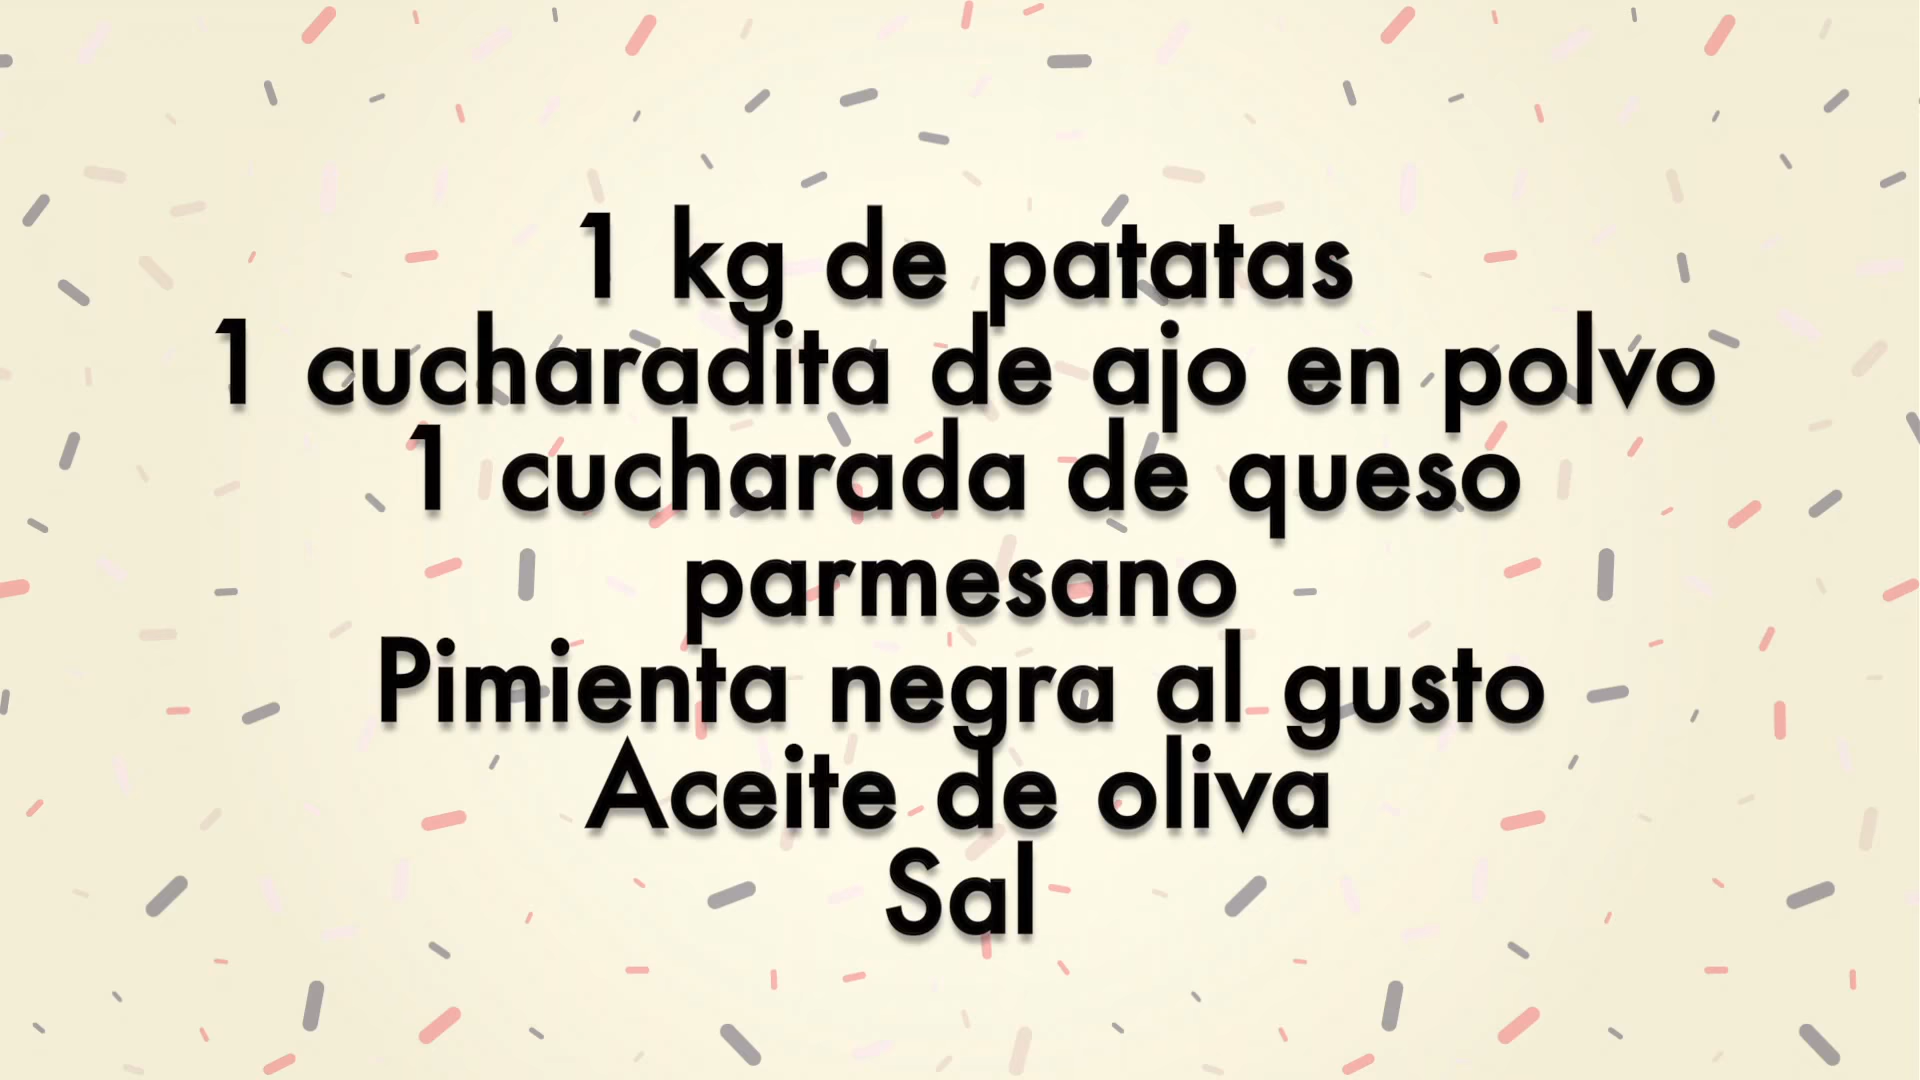 1 kg de patatas
1 cucharadita de ajo en polvo
1 cucharada de queso
parmesano
Pimienta negra al gusto
Aceite de oliva
Sal